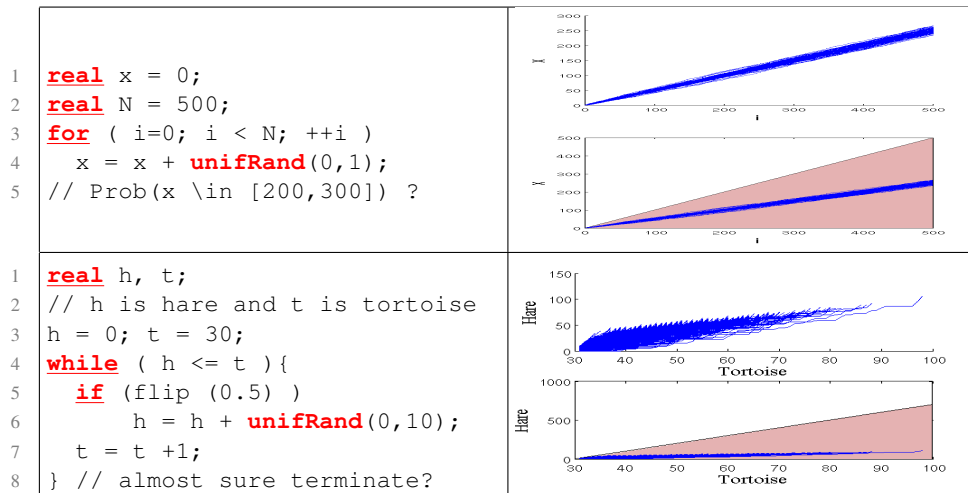 1 real x = 0;
2 real N = 500;
3 for ( i=0; i < N; ++i )
4 x = x + unifRand(0,1);
5 // Prob(x \in [200,300]) ?
300
250
200
150
100
50
0
x
0 100 200 300 400 500
i
500
400
300
200
100
0
x
0 100 200 300 400 500
i
1 real h, t;
2 // h is hare and t is tortoise
3 h = 0; t = 30;
4 while ( h <= t ){
5 if (flip (0.5) )
6 h = h + unifRand(0,10);
7 t = t +1;
8 } // almost sure terminate?
150
100
50
0
Hare
30 40 50 60 70 80 90 100
Tortoise
1000
500
0
Hare
30 40 50 60 70 80 90 100
Tortoise